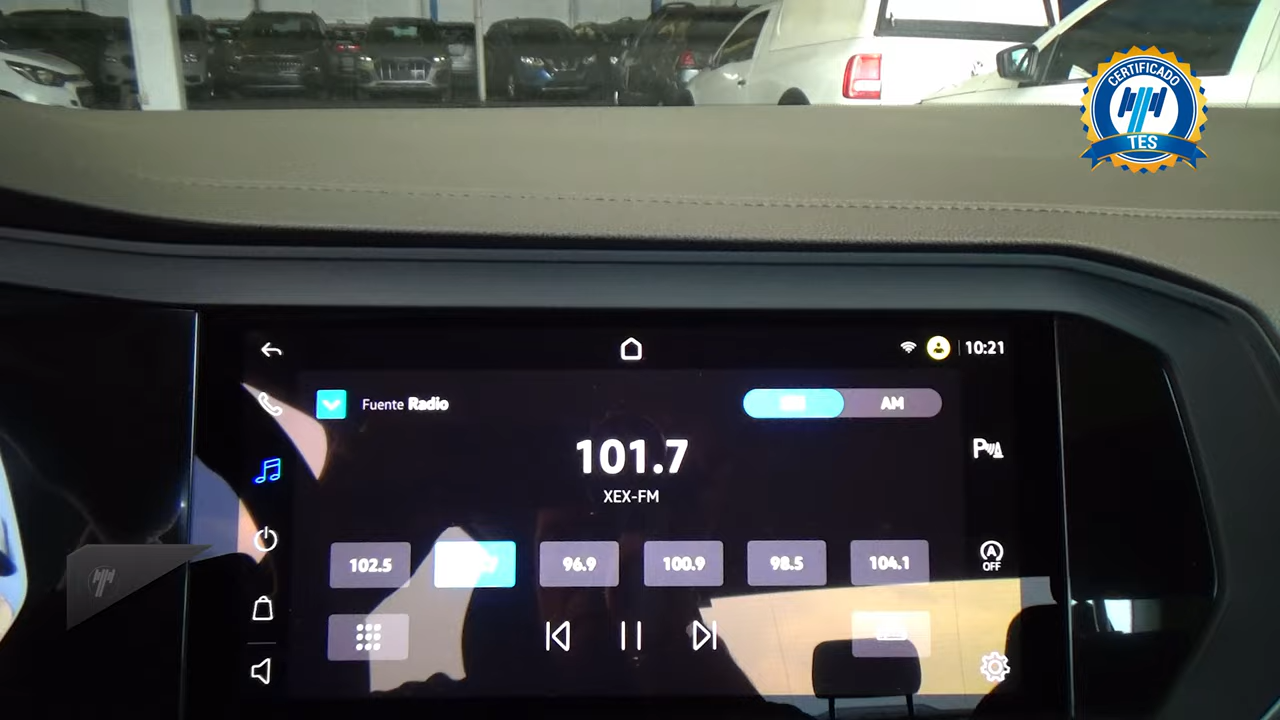 CERTIFICADO
TES
10:21
Fuente Radio
AM
101.7
XEX-FM
102.5
96.9
100.9
98.5
104.1
A
OFF